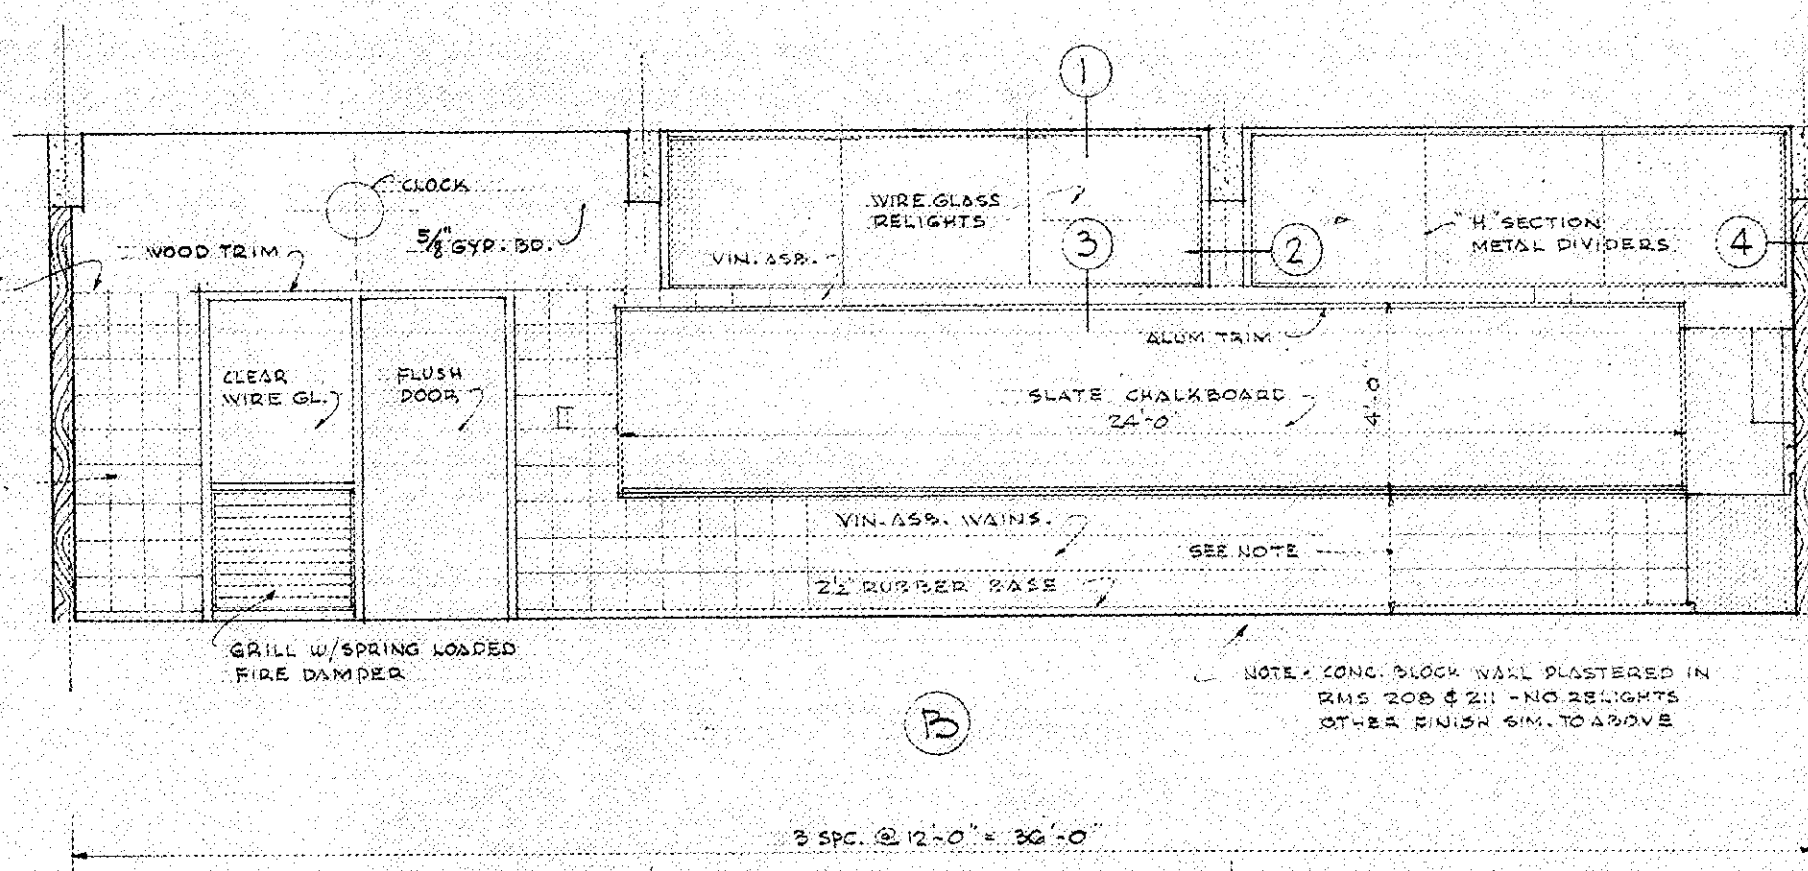 1
CLOCK
5/8" GYP. BD.
WOOD TRIM
WIRE GLASS
RELIGHTS
VIN. ASB.
3
2
"H" SECTION
METAL DIVIDERS
4
ALUM TRIM
CLEAR
WIRE GL.
FLUSH
DOOR
SLATE CHALKBOARD
24'-0"
4'-0
VIN. ASB. WAINS.
SEE NOTE
2½" RUBBER BASE
GRILL W/SPRING LOADED
FIRE DAMPER
NOTE - CONC. BLOCK WALL PLASTERED IN
RMS 208 & 211 - NO RELIGHTS
OTHER FINISH SIM. TO ABOVE
B
3 SPC. @ 12'-0" = 36'-0"